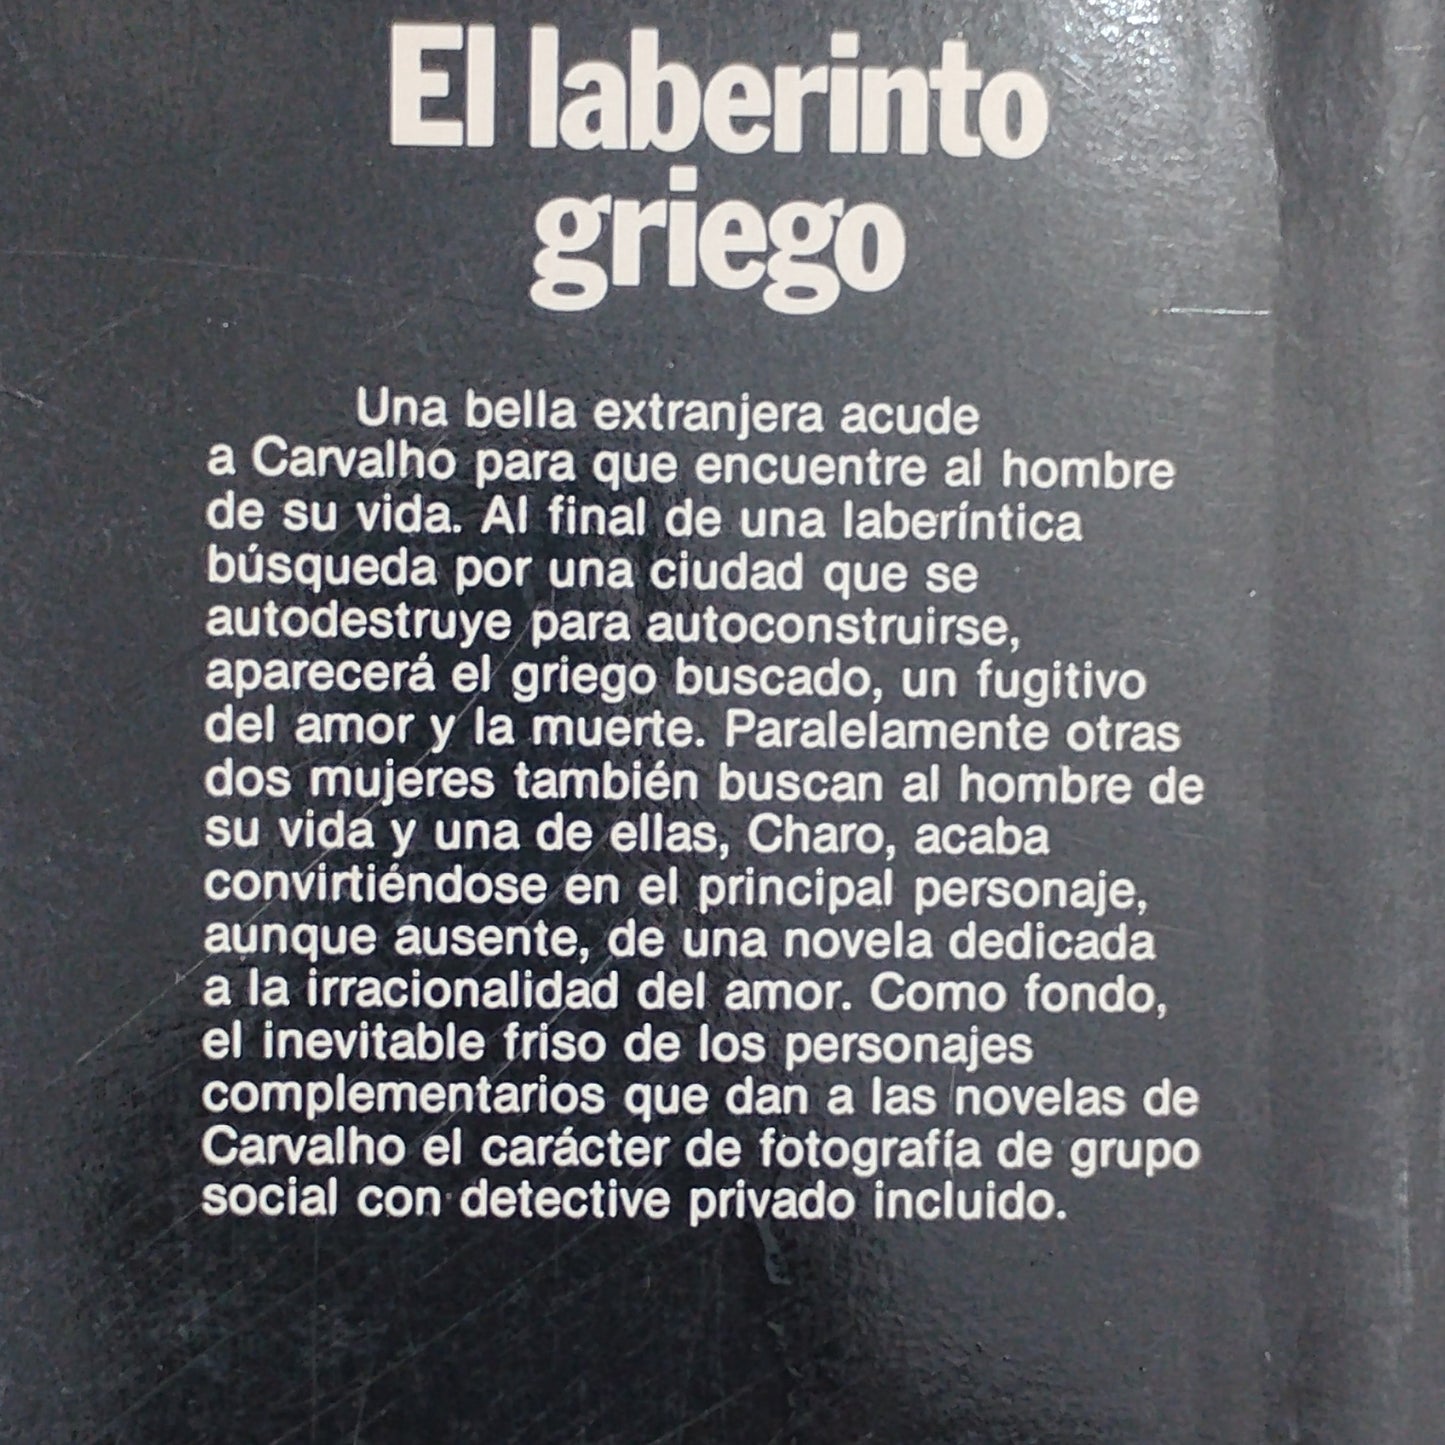 El laberinto
griego
Una bella extranjera acude
a Carvalho para que encuentre al hombre
de su vida. Al final de una laberíntica
búsqueda por una ciudad que se
autodestruye para autoconstruirse,
aparecerá el griego buscado, un fugitivo
del amor y la muerte. Paralelamente otras
dos mujeres también buscan al hombre de
su vida y una de ellas, Charo, acaba
convirtiéndose en el principal personaje,
aunque ausente, de una novela dedicada
a la irracionalidad del amor. Como fondo,
el inevitable friso de los personajes
complementarios que dan a las novelas de
Carvalho el carácter de fotografía de grupo
social con detective privado incluido.